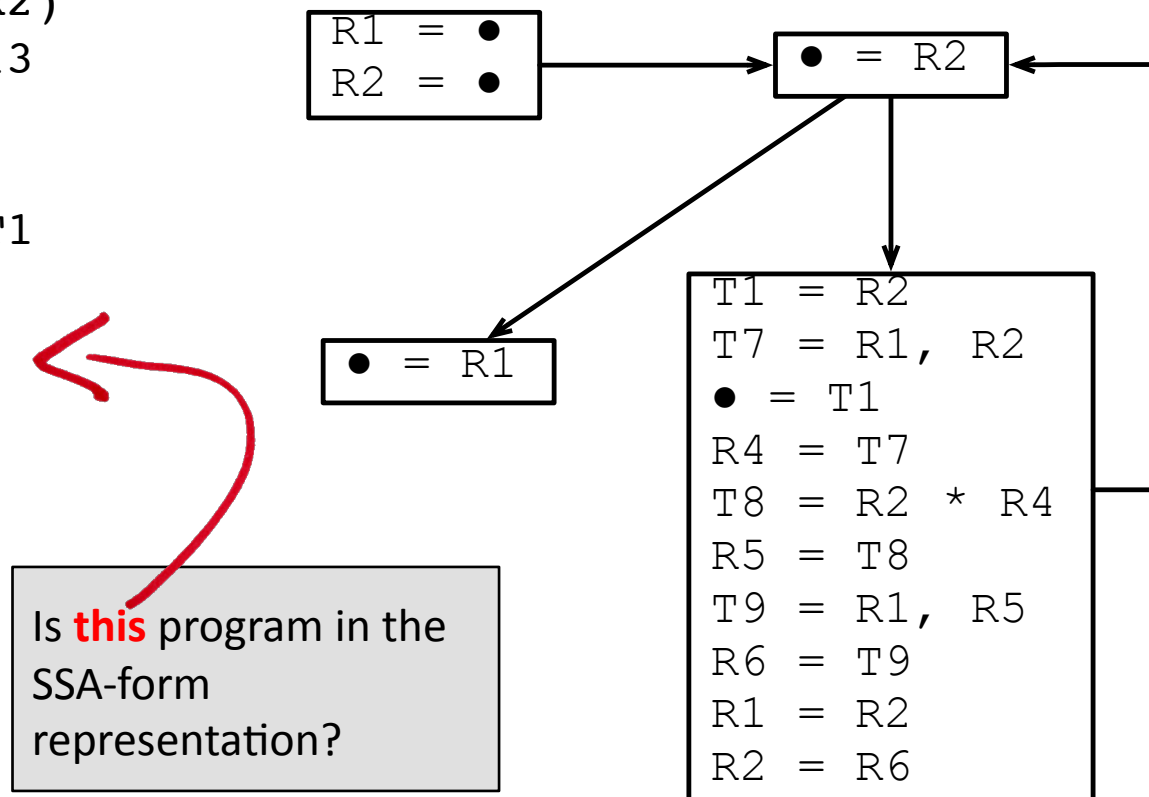 R1 = ●
R2 = ●
● = R2
● = R1
T1 = R2
T7 = R1, R2
● = T1
R4 = T7
T8 = R2 * R4
R5 = T8
T9 = R1, R5
R6 = T9
R1 = R2
R2 = R6
Is this program in the
SSA-form
representation?